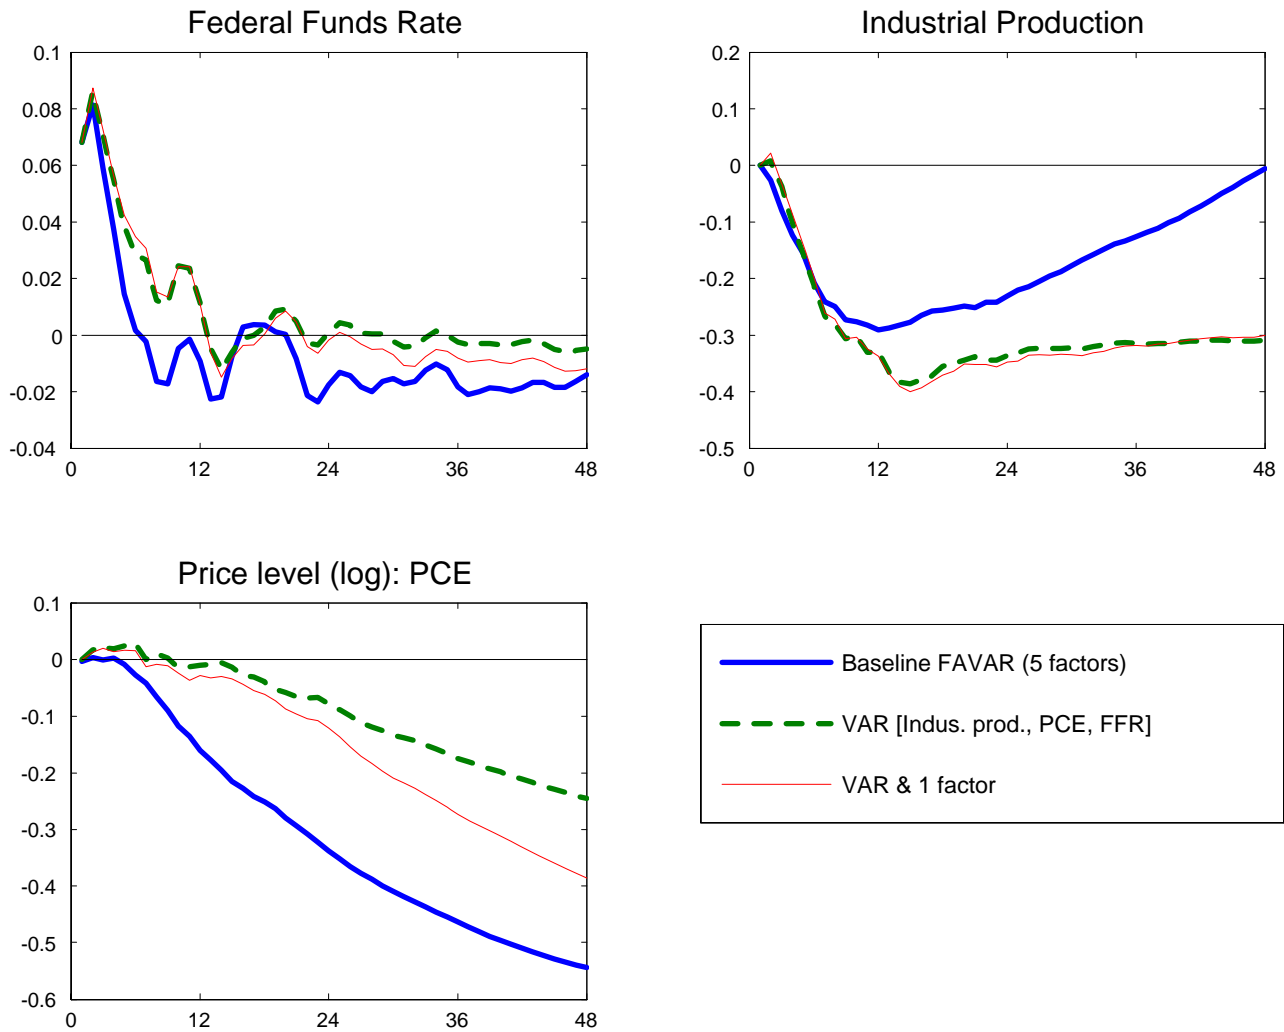 Federal Funds Rate
0.1
0.08
0.06
0.04
0.02
0
-0.02
-0.04
0 12 24 36 48
Industrial Production
0.2
0.1
0
-0.1
-0.2
-0.3
-0.4
-0.5
0 12 24 36 48
Price level (log): PCE
0.1
0
-0.1
-0.2
-0.3
-0.4
-0.5
-0.6
0 12 24 36 48
Baseline FAVAR (5 factors)
VAR [Indus. prod., PCE, FFR]
VAR & 1 factor